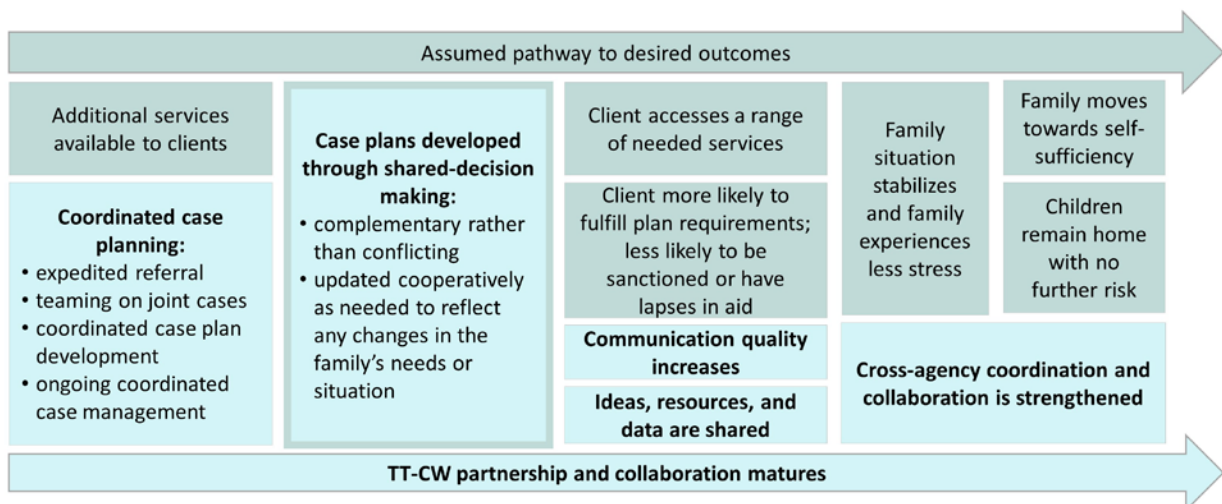 Assumed pathway to desired outcomes
Additional services
available to clients
Coordinated case
planning:
• expedited referral
• teaming on joint cases
• coordinated case plan
development
• ongoing coordinated
case management
Case plans developed
through shared-decision
making:
• complementary rather
than conflicting
• updated cooperatively
as needed to reflect
any changes in the
family’s needs or
situation
Client accesses a range
of needed services
Client more likely to
fulfill plan requirements;
less likely to be
sanctioned or have
lapses in aid
Communication quality
increases
Ideas, resources, and
data are shared
Family
situation
stabilizes
and family
experiences
less stress
Family moves
towards self-
sufficiency
Children
remain home
with no
further risk
Cross-agency coordination and
collaboration is strengthened
TT-CW partnership and collaboration matures